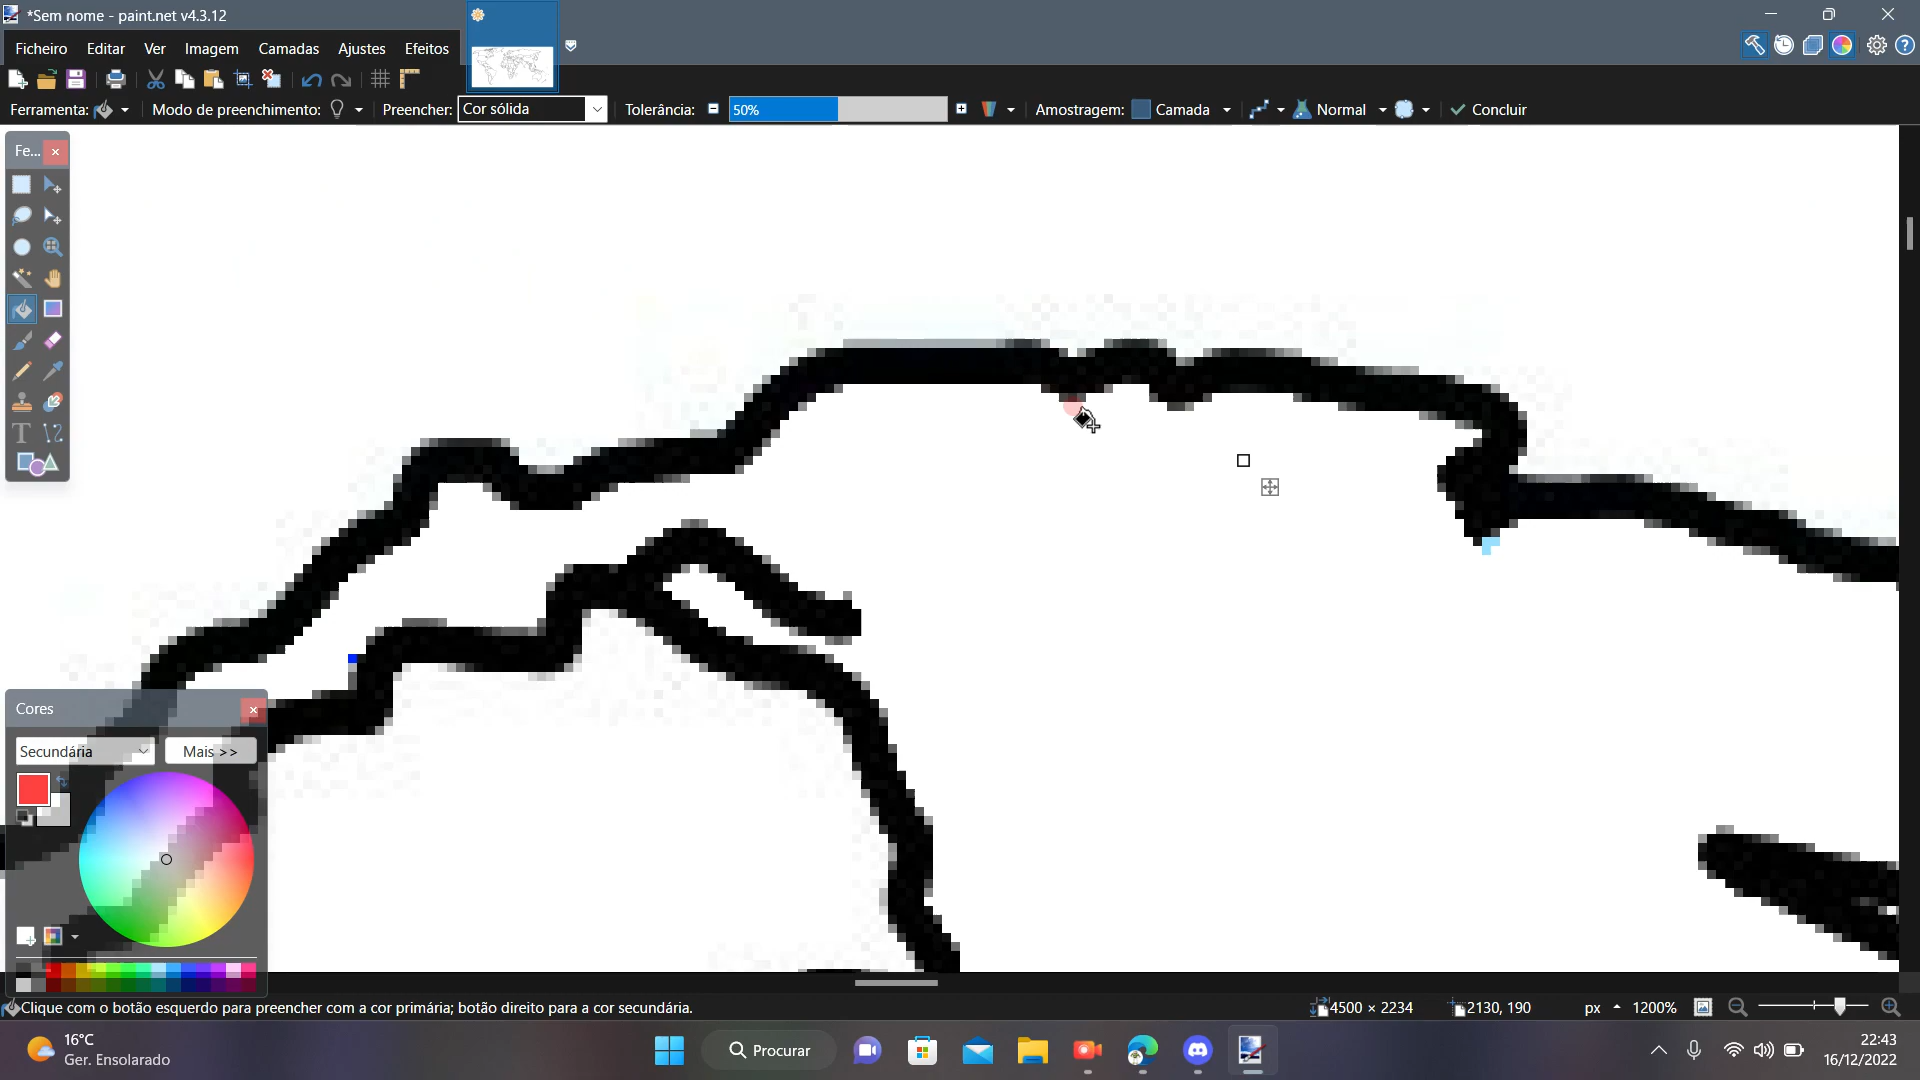 *Sem nome - paint.net v4.3.12
Ficheiro Editar Ver Imagem Camadas Ajustes Efeitos
Ferramenta: Modo de preenchimento: Preencher: Cor sólida Tolerância: 50% Amostragem: Camada Normal Concluir
Fe...
Cores
Secundária Mais >>
Clique com o botão esquerdo para preencher com a cor primária; botão direito para a cor secundária. 4500 × 2234 2130, 190 px 1200%
16°C
Ger. Ensolarado
Procurar
22:43
16/12/2022